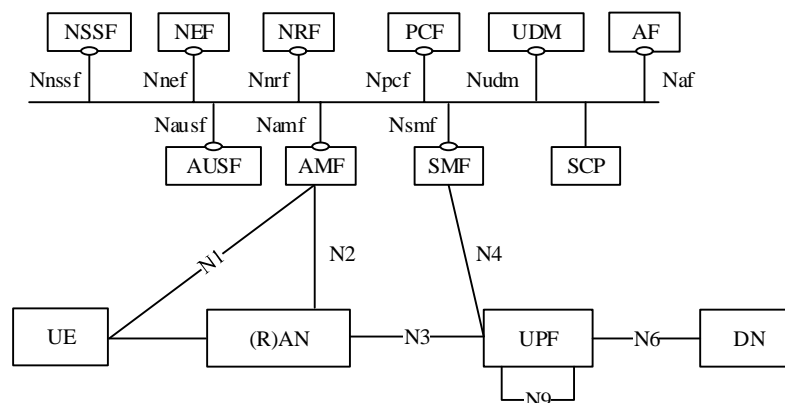 NSSF NEF NRF PCF UDM AF
Nnssf Nnef Nnrf Npcf Nudm Naf
Nausf Namf Nsmf
AUSF AMF SMF SCP
N1 N2 N4
UE (R)AN N3 UPF N6 DN
N9